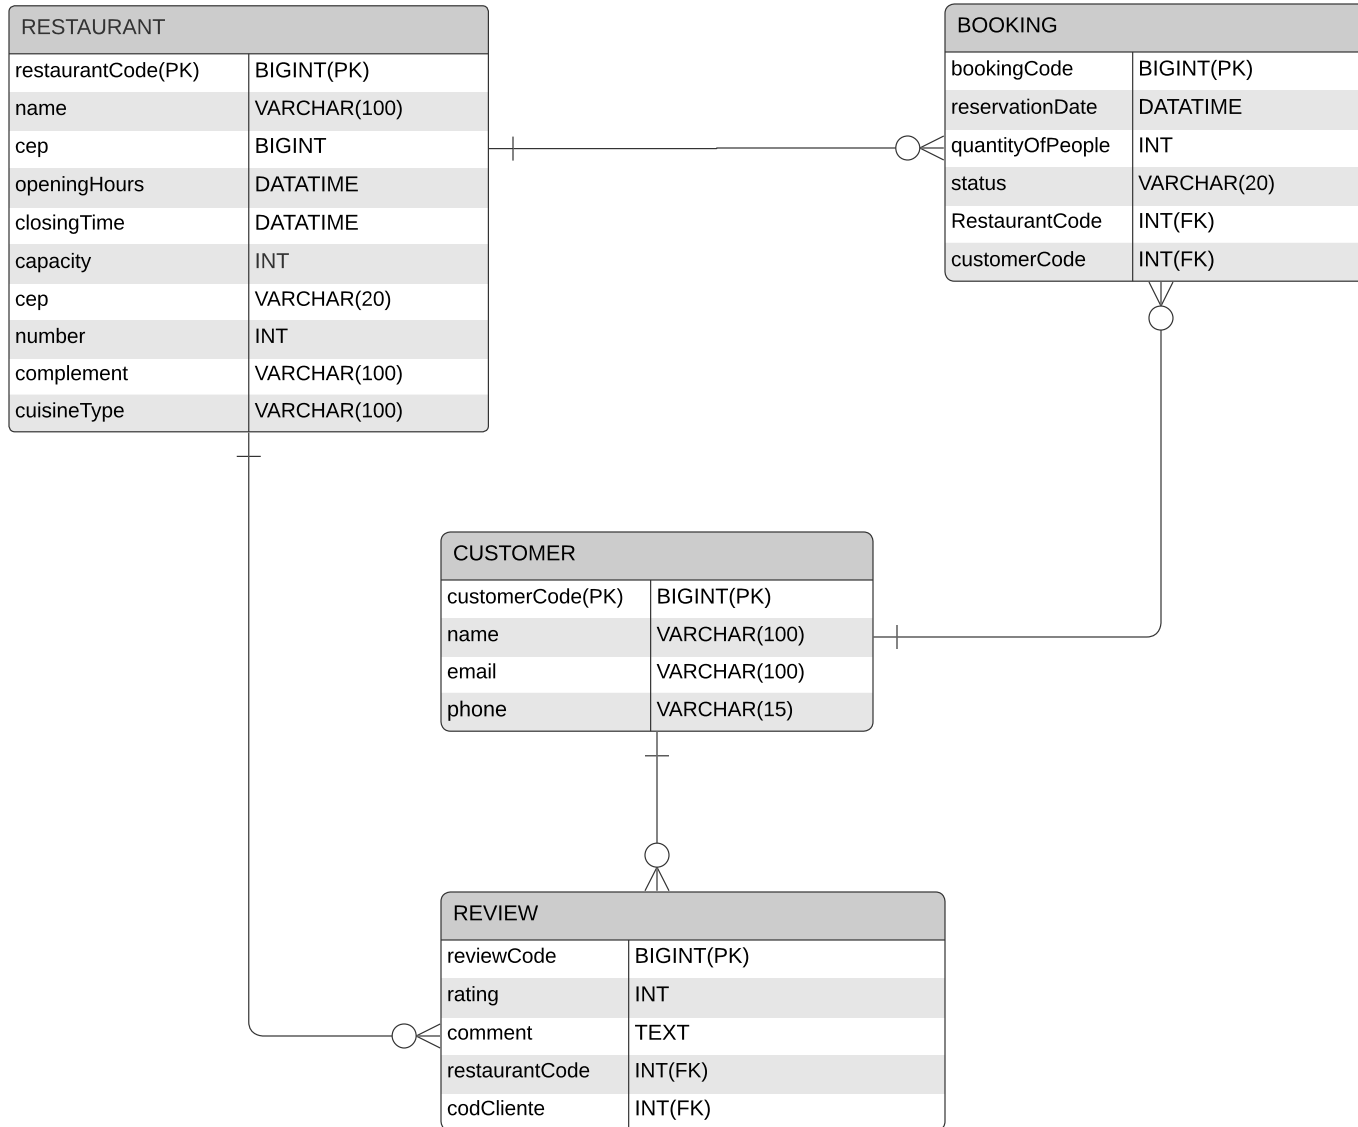 RESTAURANT
restaurantCode(PK) BIGINT(PK)
name VARCHAR(100)
cep BIGINT
openingHours DATATIME
closingTime DATATIME
capacity INT
cep VARCHAR(20)
number INT
complement VARCHAR(100)
cuisineType VARCHAR(100)
BOOKING
bookingCode BIGINT(PK)
reservationDate DATATIME
quantityOfPeople INT
status VARCHAR(20)
RestaurantCode INT(FK)
customerCode INT(FK)
CUSTOMER
customerCode(PK) BIGINT(PK)
name VARCHAR(100)
email VARCHAR(100)
phone VARCHAR(15)
REVIEW
reviewCode BIGINT(PK)
rating INT
comment TEXT
restaurantCode INT(FK)
codCliente INT(FK)